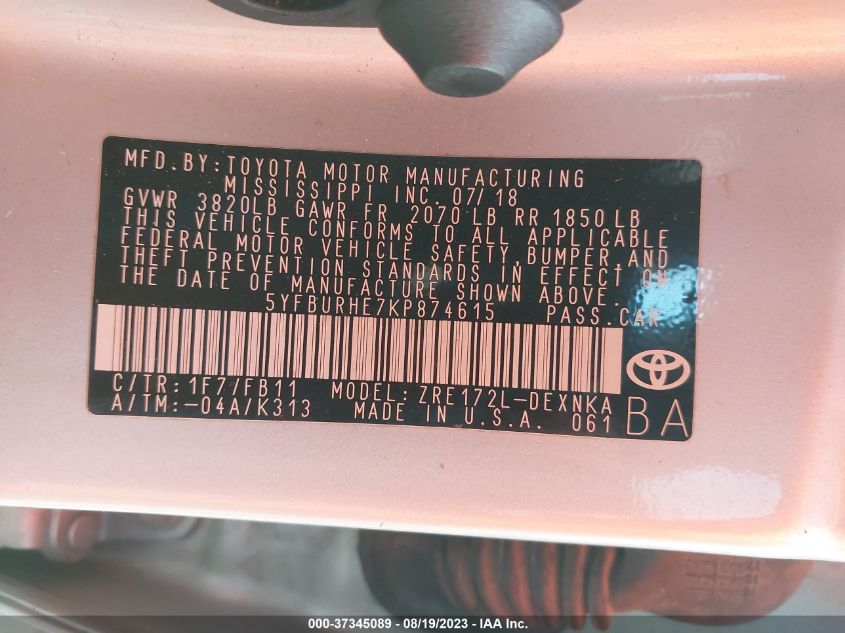 MFD.BY:TOYOTA MOTOR MANUFACTURING
MISSISSIPPI INC. 07/18
GVWR 3820LB GAWR FR 2070 LB RR 1850 LB
THIS VEHICLE CONFORMS TO ALL APPLICABLE
FEDERAL MOTOR VEHICLE SAFETY,BUMPER,AND
THEFT PREVENTION STANDARDS IN EFFECT ON
THE DATE OF MANUFACTURE SHOWN ABOVE.
5YFBURHE7KP874615 PASS.CAR
C/TR:1F77FB11 MODEL:ZRE172L-DEXNKA
A/TM:-04A/K313 MADE IN U.S.A. 061 BA
000-37345089 - 08/19/2023 - IAA Inc.